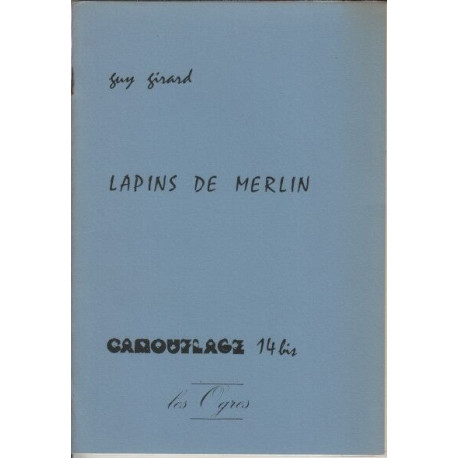 guy girard
LAPINS DE MERLIN
CAMOUFLAGE 14 bis
les Ogres